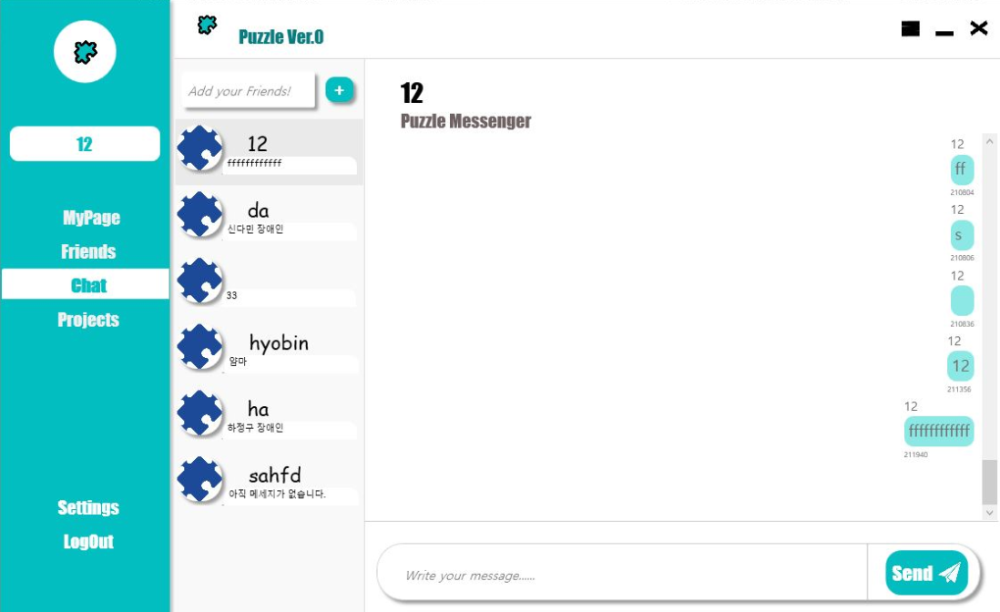 Puzzle Ver.0
12
MyPage
Friends
Chat
Projects
Settings
LogOut
Add your Friends!
+
12
ffffffffffff
da
신다민 장애인
33
hyobin
얌마
ha
하정구 장애인
sahfd
아직 메세지가 없습니다.
12
Puzzle Messenger
12
ff
210804
12
s
210806
12
210836
12
12
211356
12
ffffffffffff
211940
Write your message......
Send